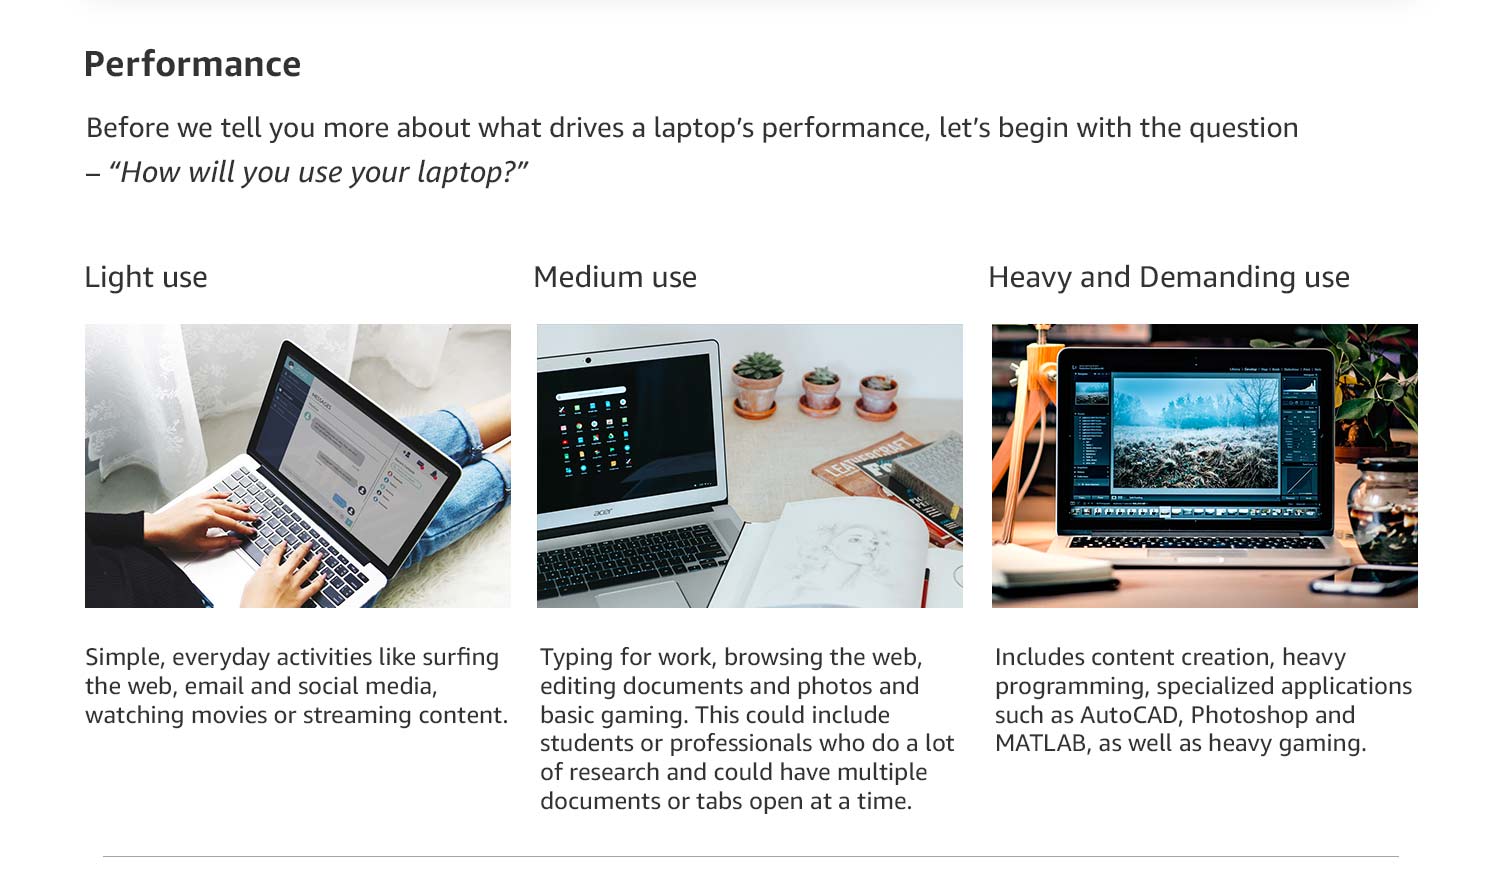 Performance
Before we tell you more about what drives a laptop’s performance, let’s begin with the question
– “How will you use your laptop?”
Light use
Medium use
Heavy and Demanding use
MESSAGES
acer
LEATHERCRAFT
Simple, everyday activities like surfing
the web, email and social media,
watching movies or streaming content.
Typing for work, browsing the web,
editing documents and photos and
basic gaming. This could include
students or professionals who do a lot
of research and could have multiple
documents or tabs open at a time.
Includes content creation, heavy
programming, specialized applications
such as AutoCAD, Photoshop and
MATLAB, as well as heavy gaming.